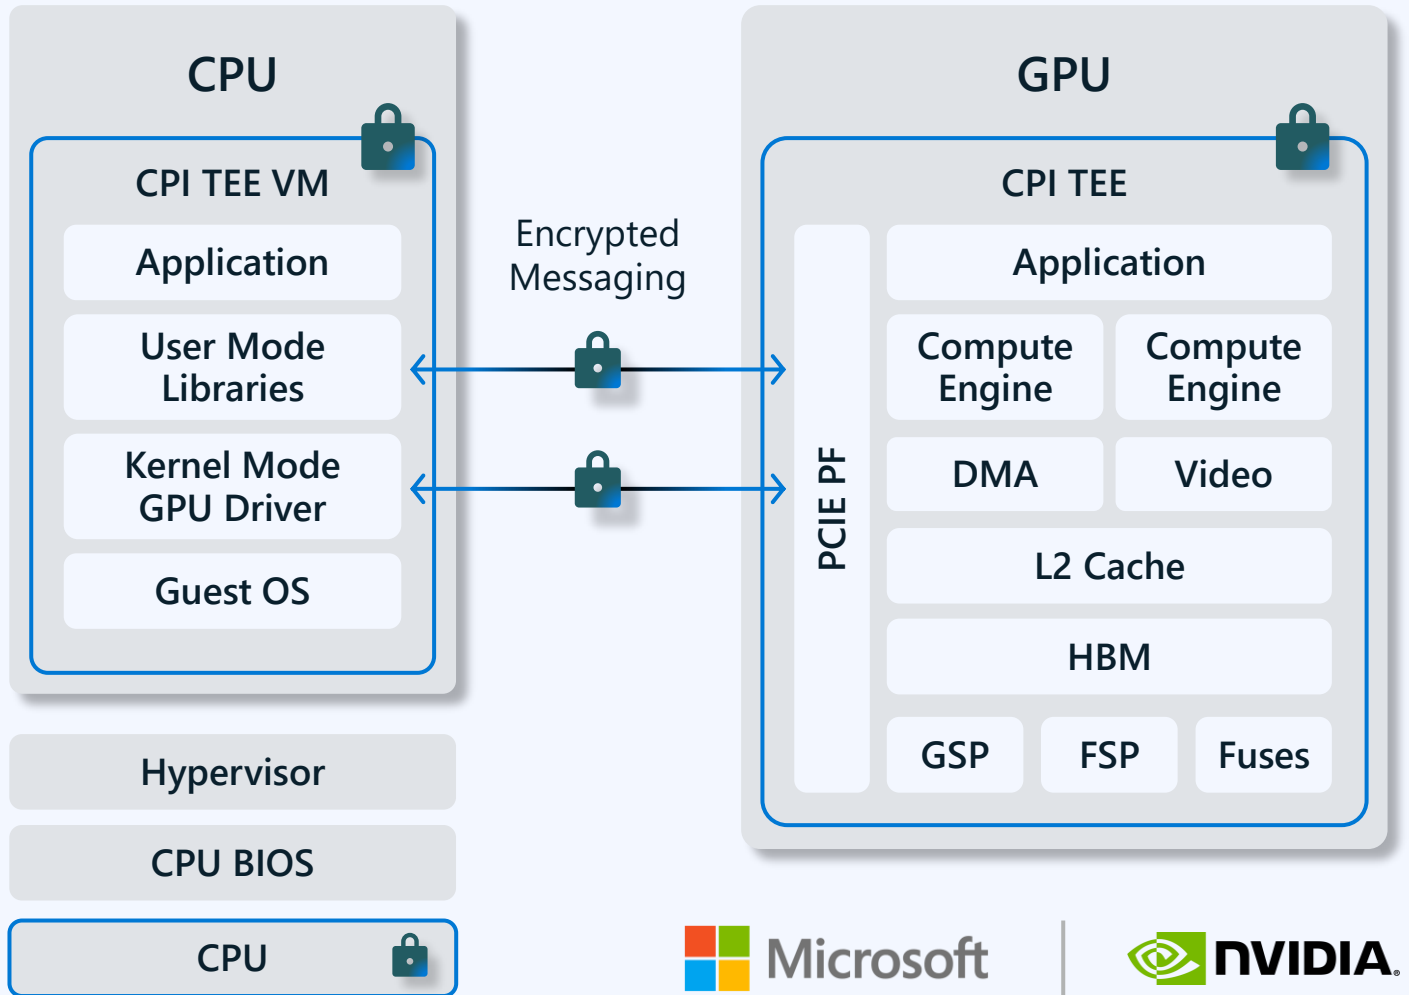 CPU
CPI TEE VM
Application
User Mode
Libraries
Kernel Mode
GPU Driver
Guest OS
Encrypted
Messaging
GPU
CPI TEE
PCIE PF
Application
Compute
Engine
Compute
Engine
DMA
Video
L2 Cache
HBM
GSP
FSP
Fuses
Hypervisor
CPU BIOS
CPU
Microsoft
NVIDIA.